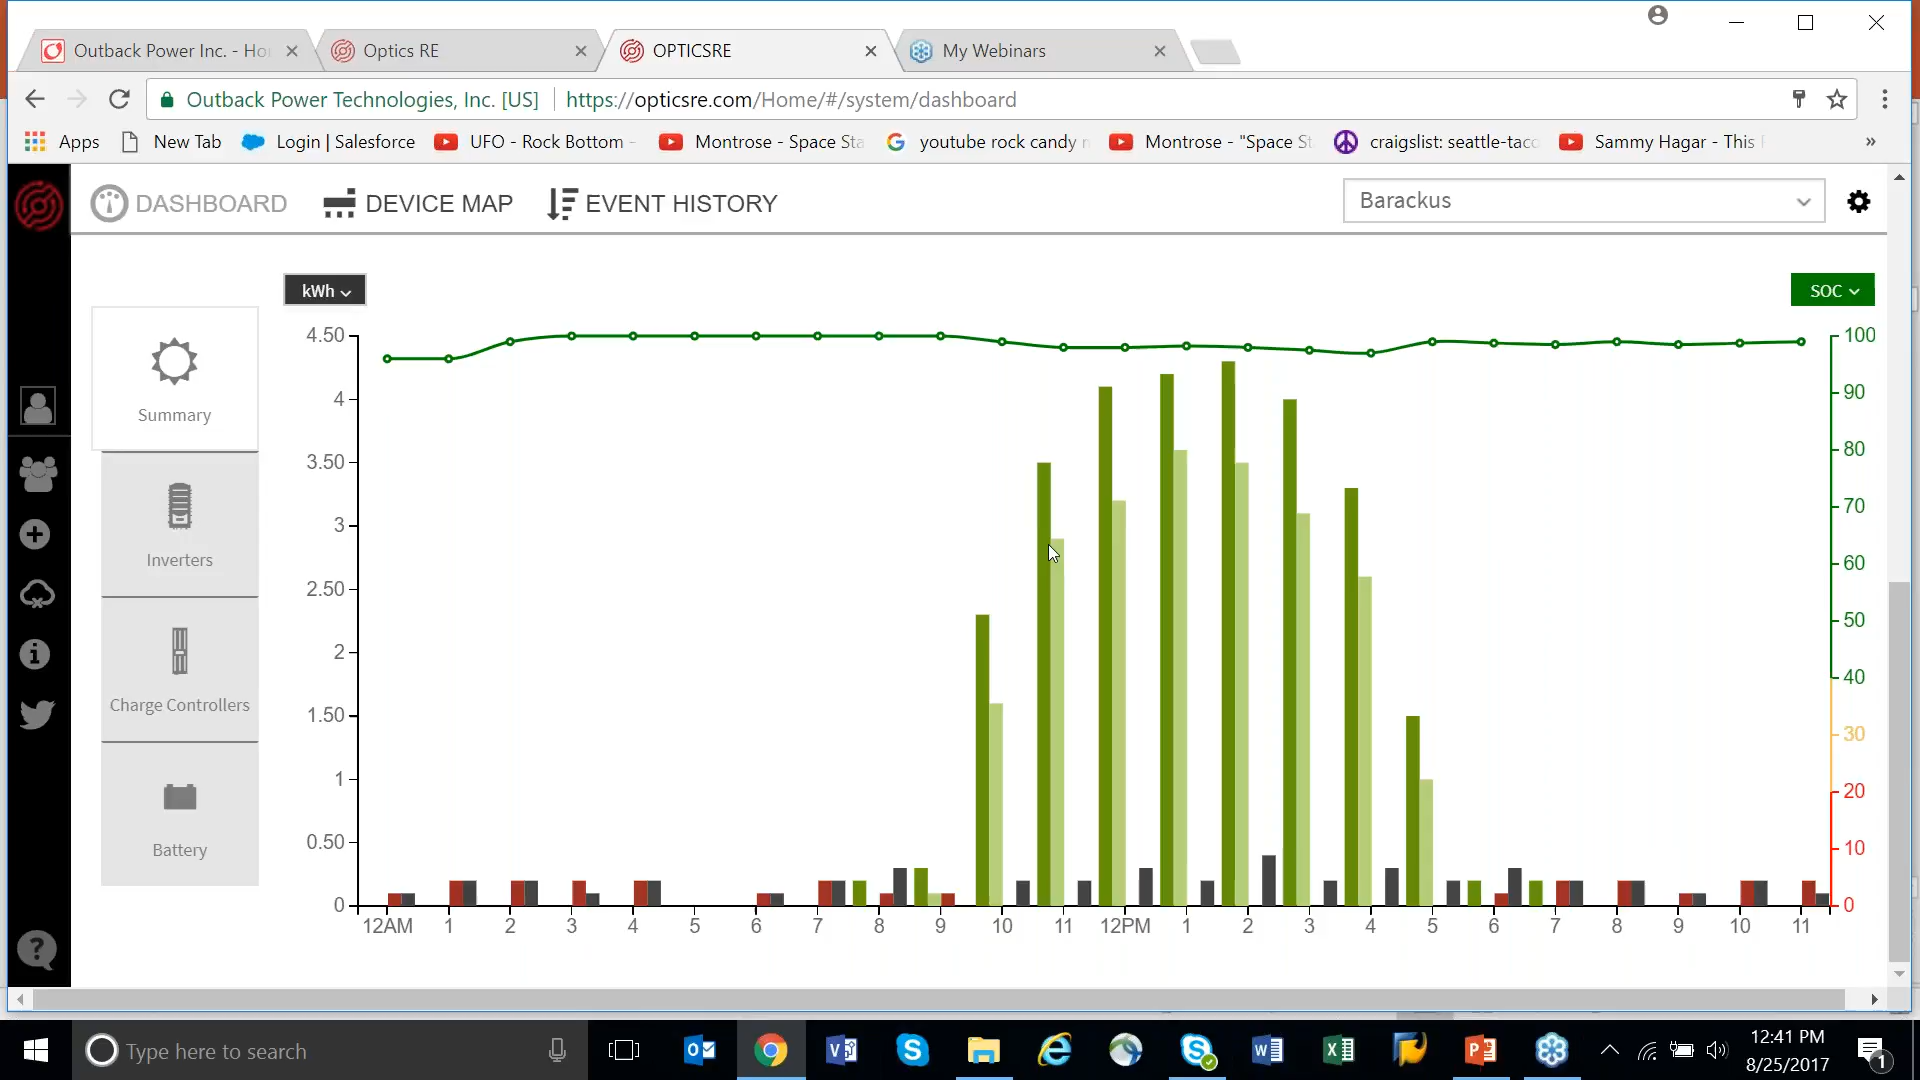 Outback Power Inc. - Ho
Optics RE
OPTICSRE
My Webinars
Outback Power Technologies, Inc. [US]
https://opticsre.com/Home/#/system/dashboard
Apps
New Tab
Login | Salesforce
UFO - Rock Bottom -
Montrose - Space Sta
youtube rock candy
Montrose - "Space St
craigslist: seattle-taco
Sammy Hagar - This
»
DASHBOARD
DEVICE MAP
EVENT HISTORY
Barackus
kWh
SOC
Summary
Inverters
Charge Controllers
Battery
4.50
4
3.50
3
2.50
2
1.50
1
0.50
0
100
90
80
70
60
50
40
30
20
10
0
12AM 1 2 3 4 5 6 7 8 9 10 11 12PM 1 2 3 4 5 6 7 8 9 10 11
Type here to search
12:41 PM
8/25/2017
1